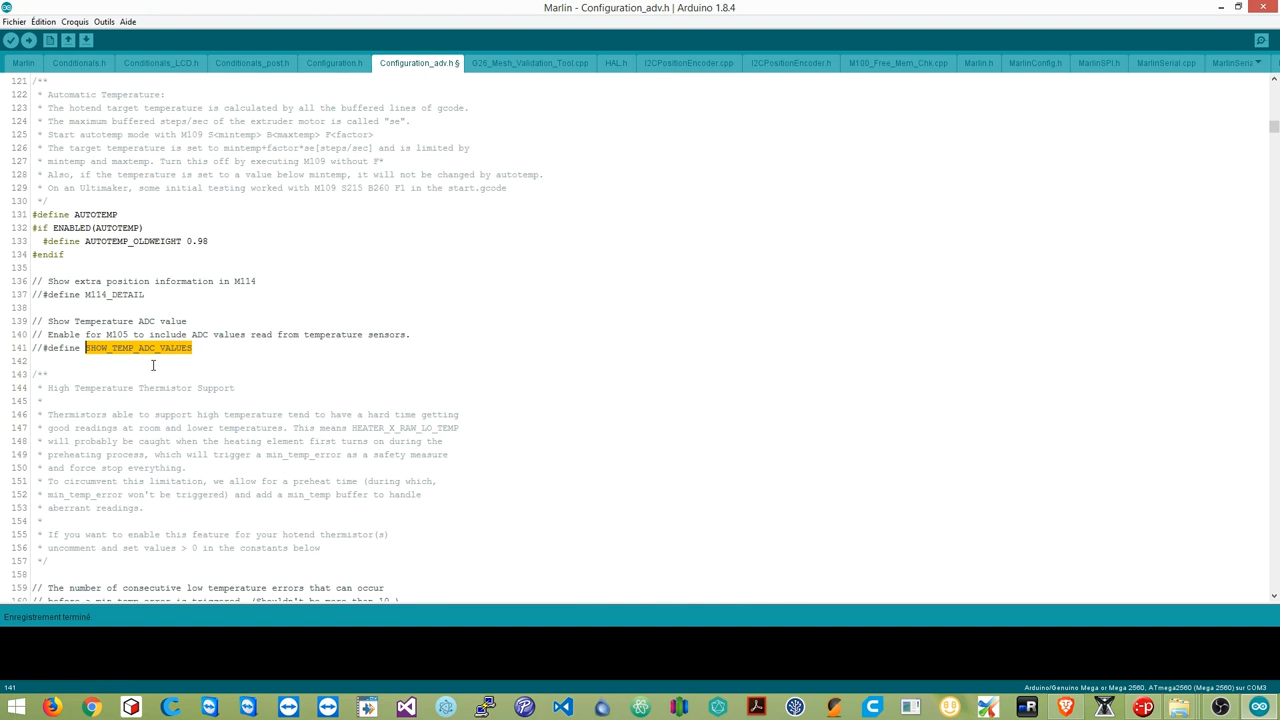 Marlin - Configuration_adv.h | Arduino 1.8.4
Fichier Édition Croquis Outils Aide
Marlin Conditionals.h Conditionals_LCD.h Conditionals_post.h Configuration.h Configuration_adv.h § G26_Mesh_Validation_Tool.cpp HAL.h I2CPositionEncoder.cpp I2CPositionEncoder.h M100_Free_Mem_Chk.cpp Marlin.h MarlinConfig.h MarlinSPI.h MarlinSerial.cpp MarlinSeria
121 /**
122 * Automatic Temperature:
123 * The hotend target temperature is calculated by all the buffered lines of gcode.
124 * The maximum buffered steps/sec of the extruder motor is called "se".
125 * Start autotemp mode with M109 S<mintemp> B<maxtemp> F<factor>
126 * The target temperature is set to mintemp+factor*se[steps/sec] and is limited by
127 * mintemp and maxtemp. Turn this off by executing M109 without F*
128 * Also, if the temperature is set to a value below mintemp, it will not be changed by autotemp.
129 * On an Ultimaker, some initial testing worked with M109 S215 B260 F1 in the start.gcode
130 */
131 #define AUTOTEMP
132 #if ENABLED(AUTOTEMP)
133 #define AUTOTEMP_OLDWEIGHT 0.98
134 #endif
135
136 // Show extra position information in M114
137 //#define M114_DETAIL
138
139 // Show Temperature ADC value
140 // Enable for M105 to include ADC values read from temperature sensors.
141 //#define SHOW_TEMP_ADC_VALUES
142
143 /**
144 * High Temperature Thermistor Support
145 *
146 * Thermistors able to support high temperature tend to have a hard time getting
147 * good readings at room and lower temperatures. This means HEATER_X_RAW_LO_TEMP
148 * will probably be caught when the heating element first turns on during the
149 * preheating process, which will trigger a min_temp_error as a safety measure
150 * and force stop everything.
151 * To circumvent this limitation, we allow for a preheat time (during which,
152 * min_temp_error won't be triggered) and add a min_temp buffer to handle
153 * aberrant readings.
154 *
155 * If you want to enable this feature for your hotend thermistor(s)
156 * uncomment and set values > 0 in the constants below
157 */
158
159 // The number of consecutive low temperature errors that can occur
160 // before a min_temp_error is triggered. (Shouldn't be more than 10.)
Enregistrement terminé.
141
Arduino/Genuino Mega or Mega 2560, ATmega2560 (Mega 2560) sur COM3